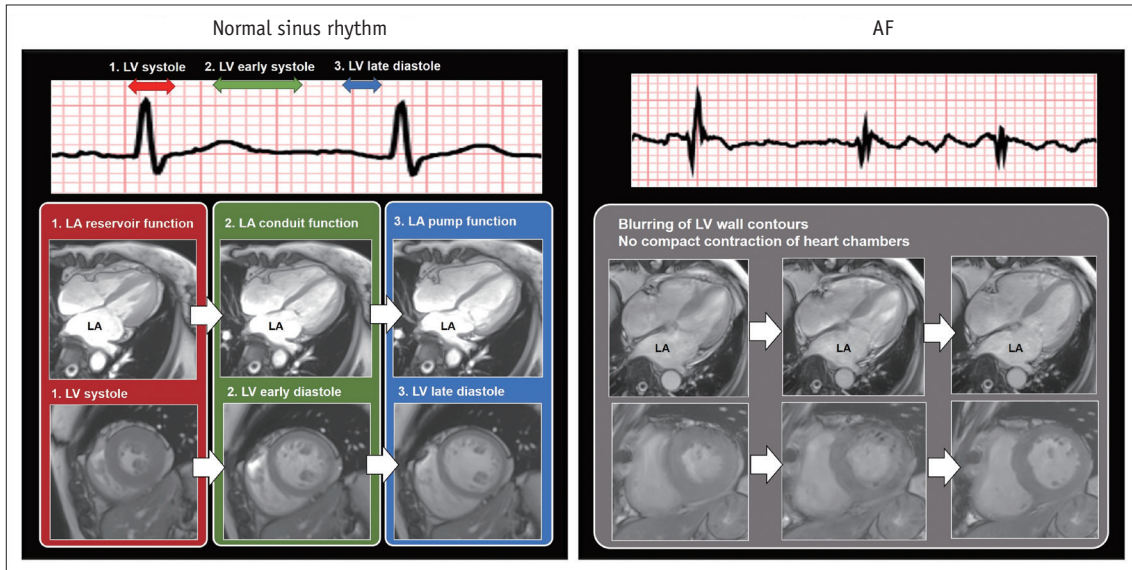 Normal sinus rhythm
AF
1. LV systole
2. LV early systole
3. LV late diastole
1. LA reservoir function
2. LA conduit function
3. LA pump function
LA
LA
LA
1. LV systole
2. LV early diastole
3. LV late diastole
Blurring of LV wall contours
No compact contraction of heart chambers
LA
LA
LA